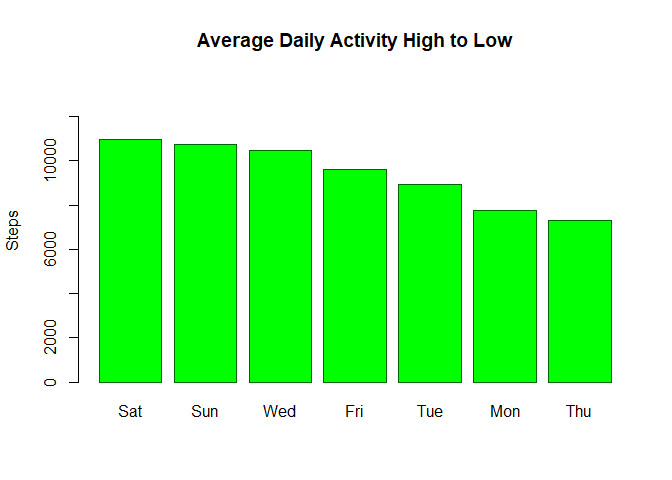 Average Daily Activity High to Low
Steps
10000
6000
2000
0
Sat Sun Wed Fri Tue Mon Thu